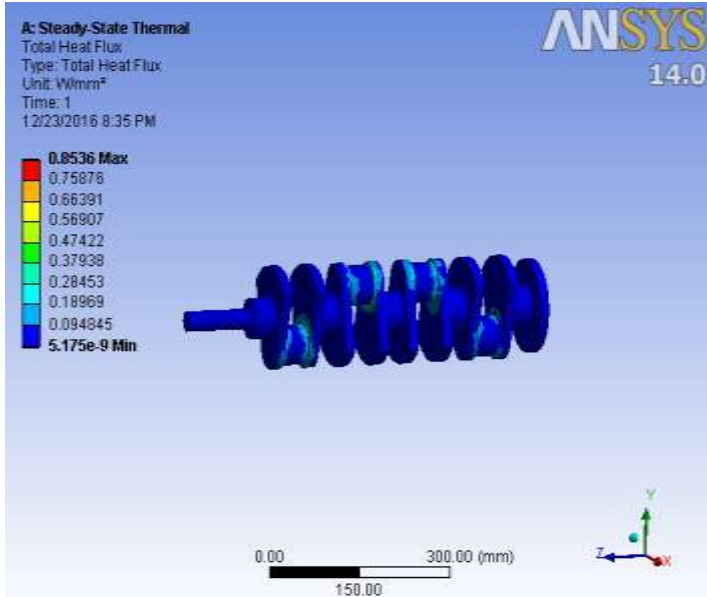 A: Steady-State Thermal
Total Heat Flux
Type: Total Heat Flux
Unit: W/mm²
Time: 1
12/23/2016 8:35 PM
ANSYS
14.0
0.8536 Max
0.75876
0.66391
0.56907
0.47422
0.37938
0.28453
0.18969
0.094845
5.175e-9 Min
0.00
300.00 (mm)
150.00
Y
Z
X